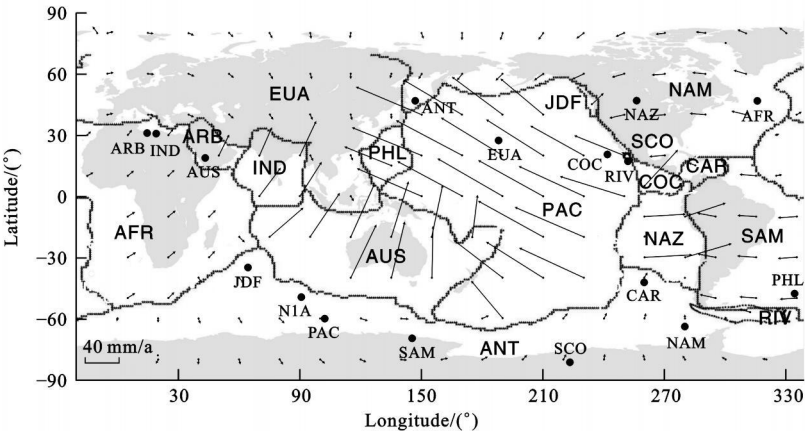 90
60
30
0
−30
−60
−90
Latitude/(°)
EUA
JDF
NAM
ANT
NAZ
AFR
ARB
IND
ARB
AUS
IND
PHL
EUA
COC
SCO
RIV
COC
CAR
AFR
PAC
AUS
NAZ
SAM
JDF
N1A
PAC
SAM
ANT
SCO
CAR
NAM
PHL
RIV
40 mm/a
30
90
150
210
270
330
Longitude/(°)